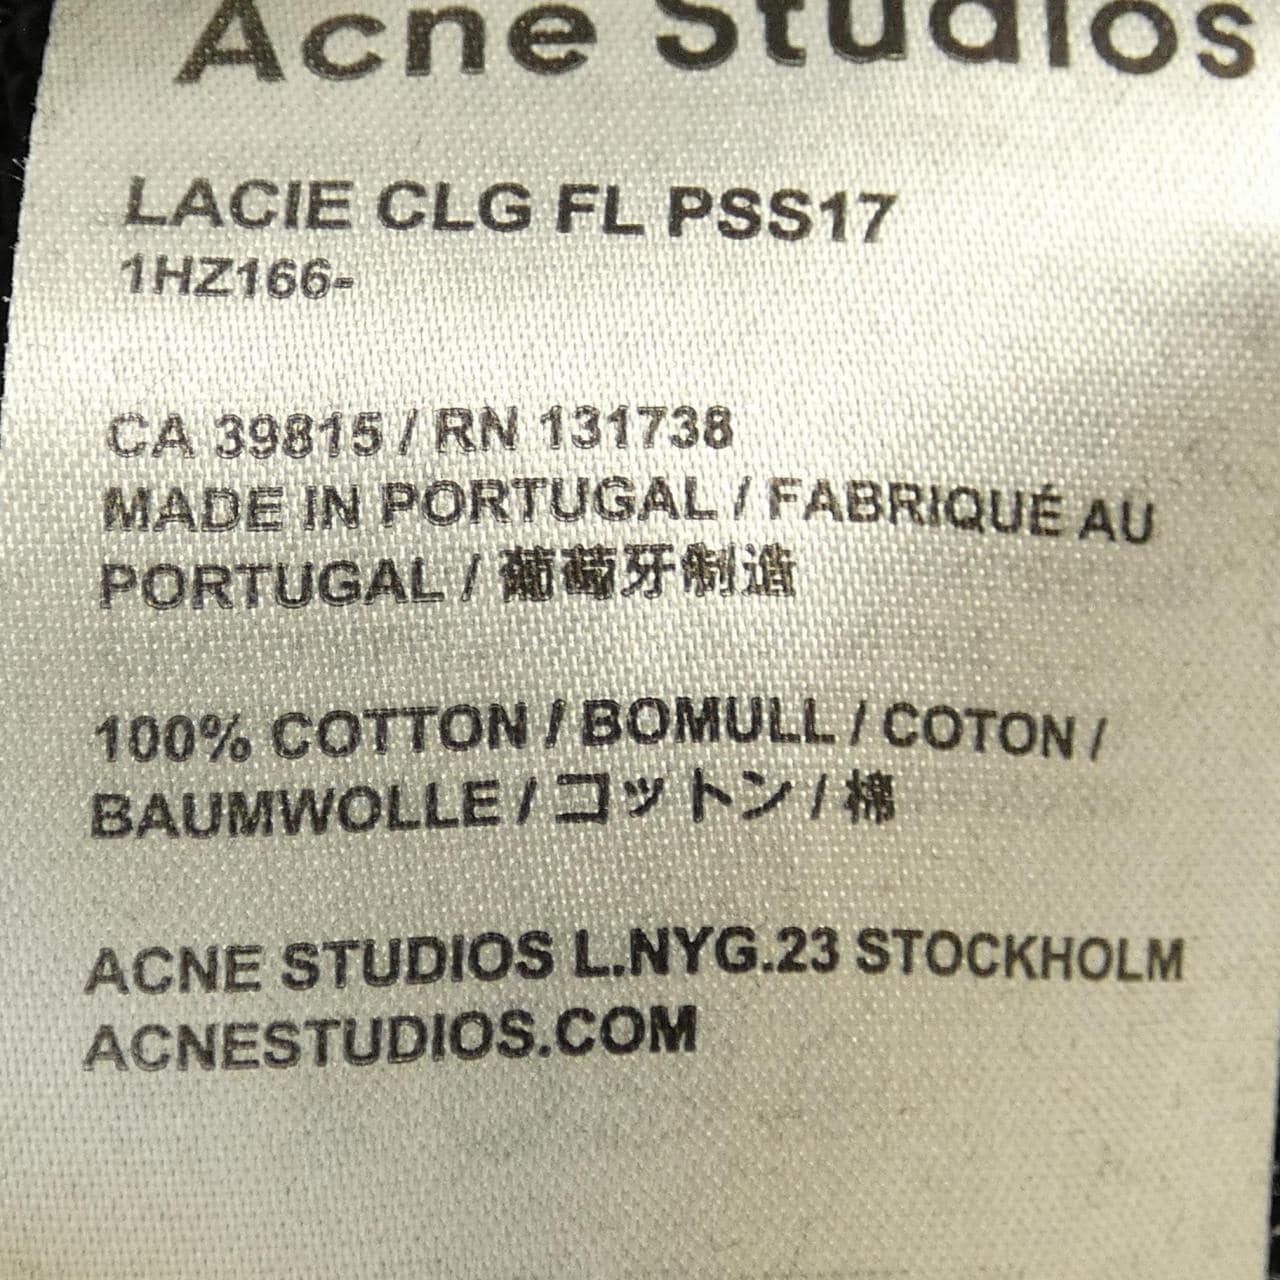 Acne Studios
LACIE CLG FL PSS17
1HZ166-
CA 39815 / RN 131738
MADE IN PORTUGAL / FABRIQUÉ AU
PORTUGAL / 葡萄牙制造
100% COTTON / BOMULL / COTON /
BAUMWOLLE / コットン / 棉
ACNE STUDIOS L.NYG.23 STOCKHOLM
ACNESTUDIOS.COM